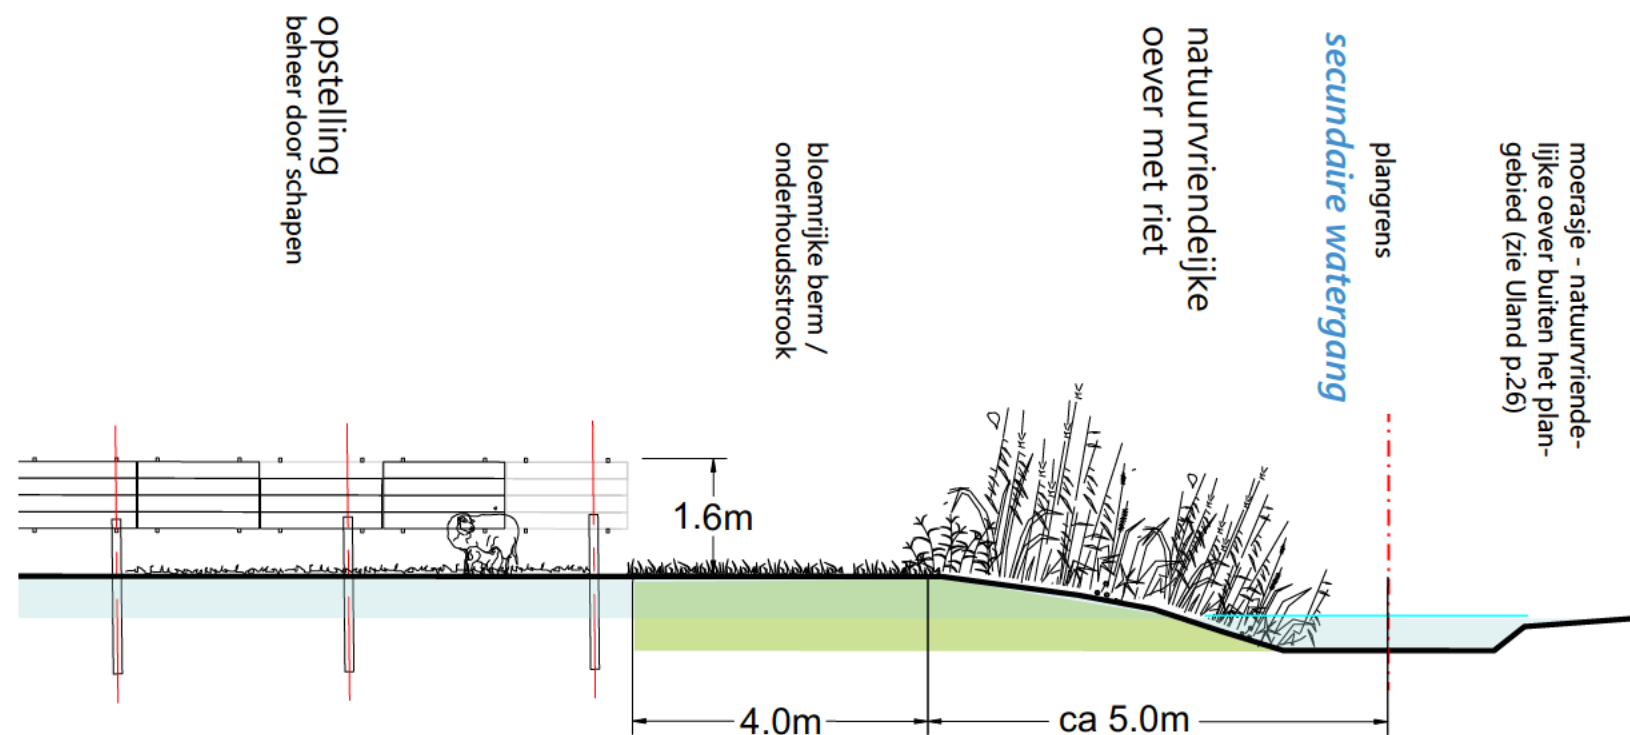 opstelling
beheer door schapen
bloemrijke berm /
onderhoudsstrook
natuurvriendeijke
oever met riet
secundaire watergang
plangrens
moerasje - natuurvriende-
lijke oever buiten het plan-
gebied (zie Uland p.26)
1.6m
4.0m
ca 5.0m